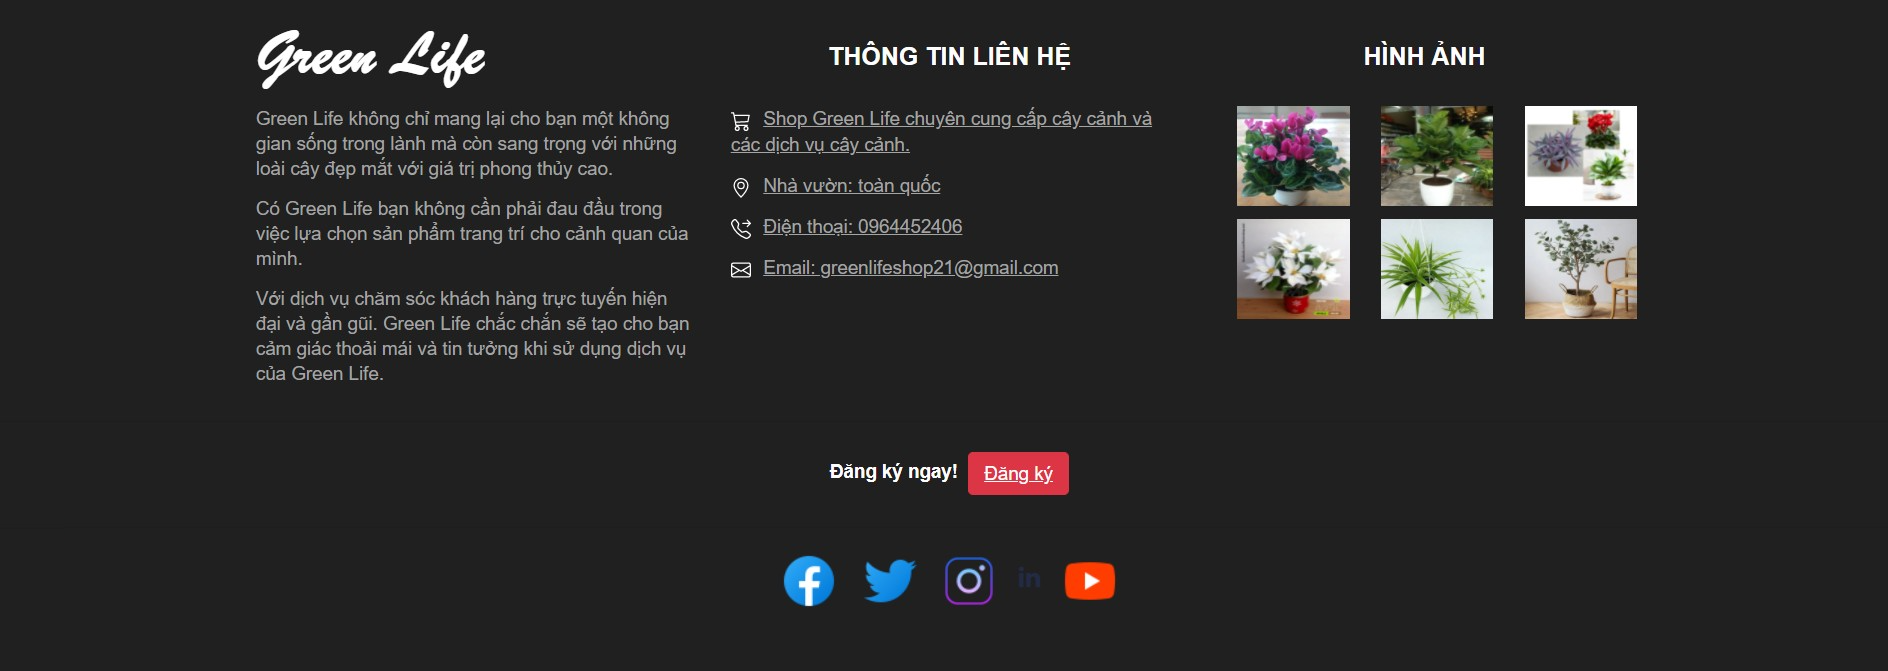 Green Life
Green Life không chỉ mang lại cho bạn một không
gian sống trong lành mà còn sang trọng với những
loài cây đẹp mắt với giá trị phong thủy cao.
Có Green Life bạn không cần phải đau đầu trong
việc lựa chọn sản phẩm trang trí cho cảnh quan của
mình.
Với dịch vụ chăm sóc khách hàng trực tuyến hiện
đại và gần gũi. Green Life chắc chắn sẽ tạo cho bạn
cảm giác thoải mái và tin tưởng khi sử dụng dịch vụ
của Green Life.
THÔNG TIN LIÊN HỆ
Shop Green Life chuyên cung cấp cây cảnh và
các dịch vụ cây cảnh.
Nhà vườn: toàn quốc
Điện thoại: 0964452406
Email: greenlifeshop21@gmail.com
HÌNH ẢNH
Đăng ký ngay! Đăng ký
in